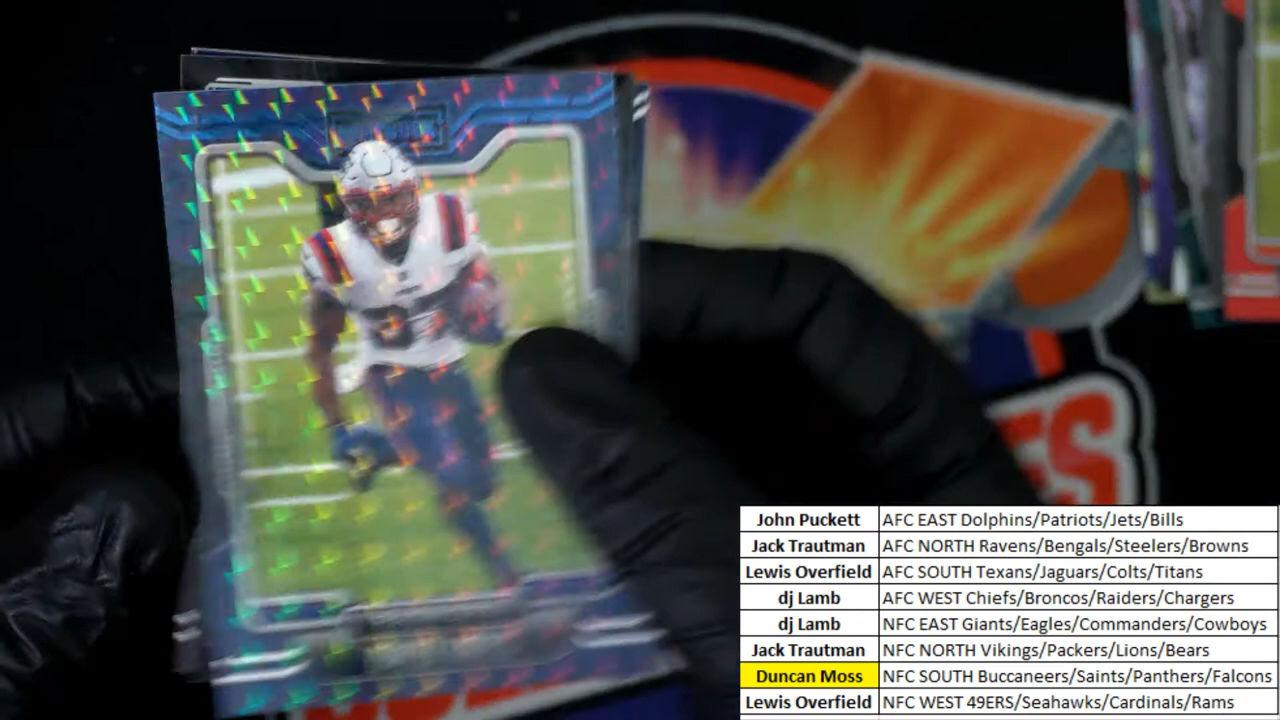 John Puckett AFC EAST Dolphins/Patriots/Jets/Bills
Jack Trautman AFC NORTH Ravens/Bengals/Steelers/Browns
Lewis Overfield AFC SOUTH Texans/Jaguars/Colts/Titans
dj Lamb AFC WEST Chiefs/Broncos/Raiders/Chargers
dj Lamb NFC EAST Giants/Eagles/Commanders/Cowboys
Jack Trautman NFC NORTH Vikings/Packers/Lions/Bears
Duncan Moss NFC SOUTH Buccaneers/Saints/Panthers/Falcons
Lewis Overfield NFC WEST 49ERS/Seahawks/Cardinals/Rams